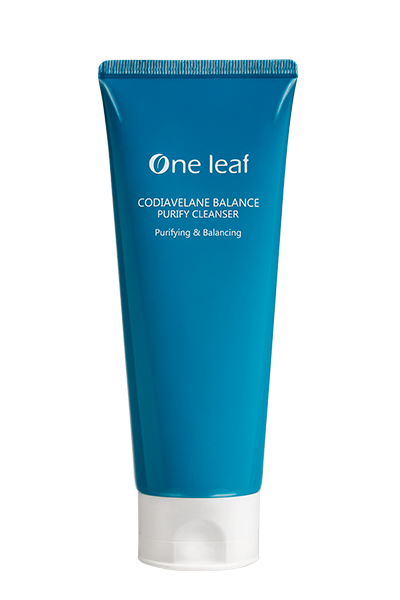 One leaf
CODIAVELANE BALANCE
PURIFY CLEANSER
Purifying & Balancing